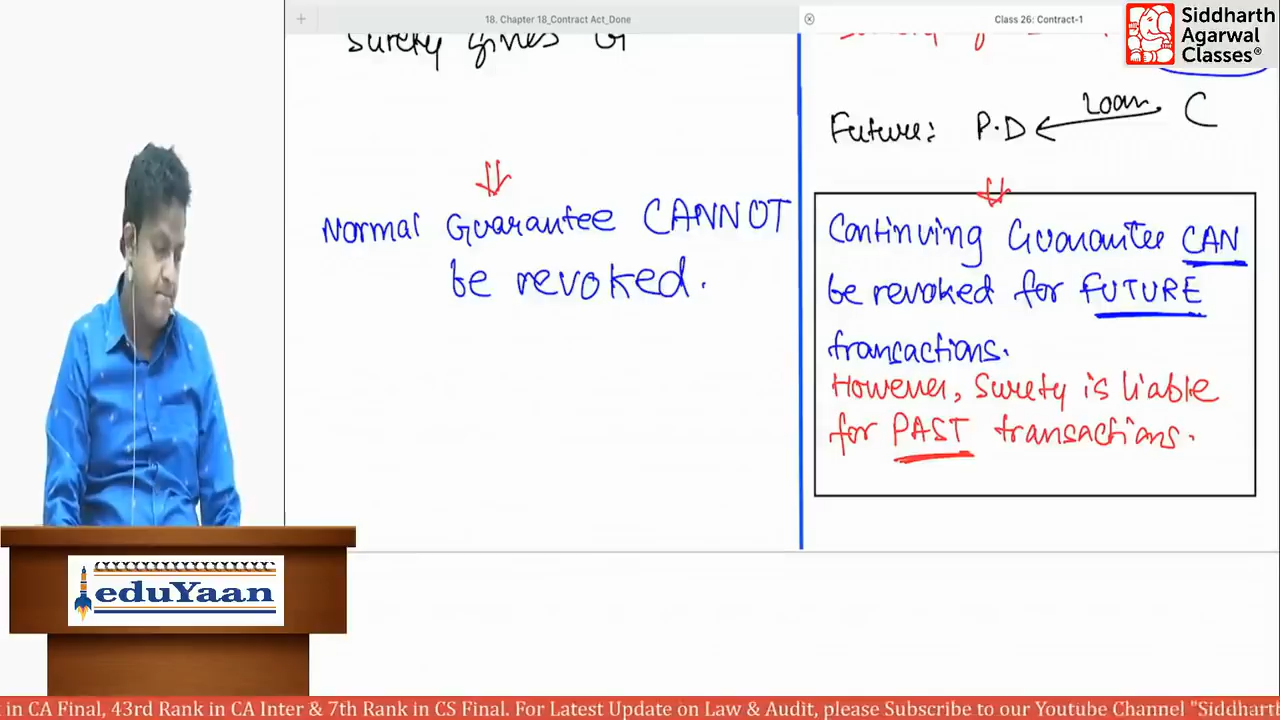 18. Chapter 18_Contract Act_Done
Class 26: Contract-1
Siddharth
Agarwal
Classes®
Surety gives G
Future: P.D Loan C
Normal Guarantee CANNOT
be revoked.
Continuing Guarantee CAN
be revoked for FUTURE
transactions.
However, Surety is liable
for PAST transactions.
eduYaan
in CA Final, 43rd Rank in CA Inter & 7th Rank in CS Final. For Latest Update on Law & Audit, please Subscribe to our Youtube Channel "Siddhart